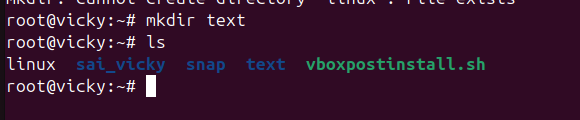 mkdir: cannot create directory 'linux': File exists
root@vicky:~# mkdir text
root@vicky:~# ls
linux sai_vicky snap text vboxpostinstall.sh
root@vicky:~#